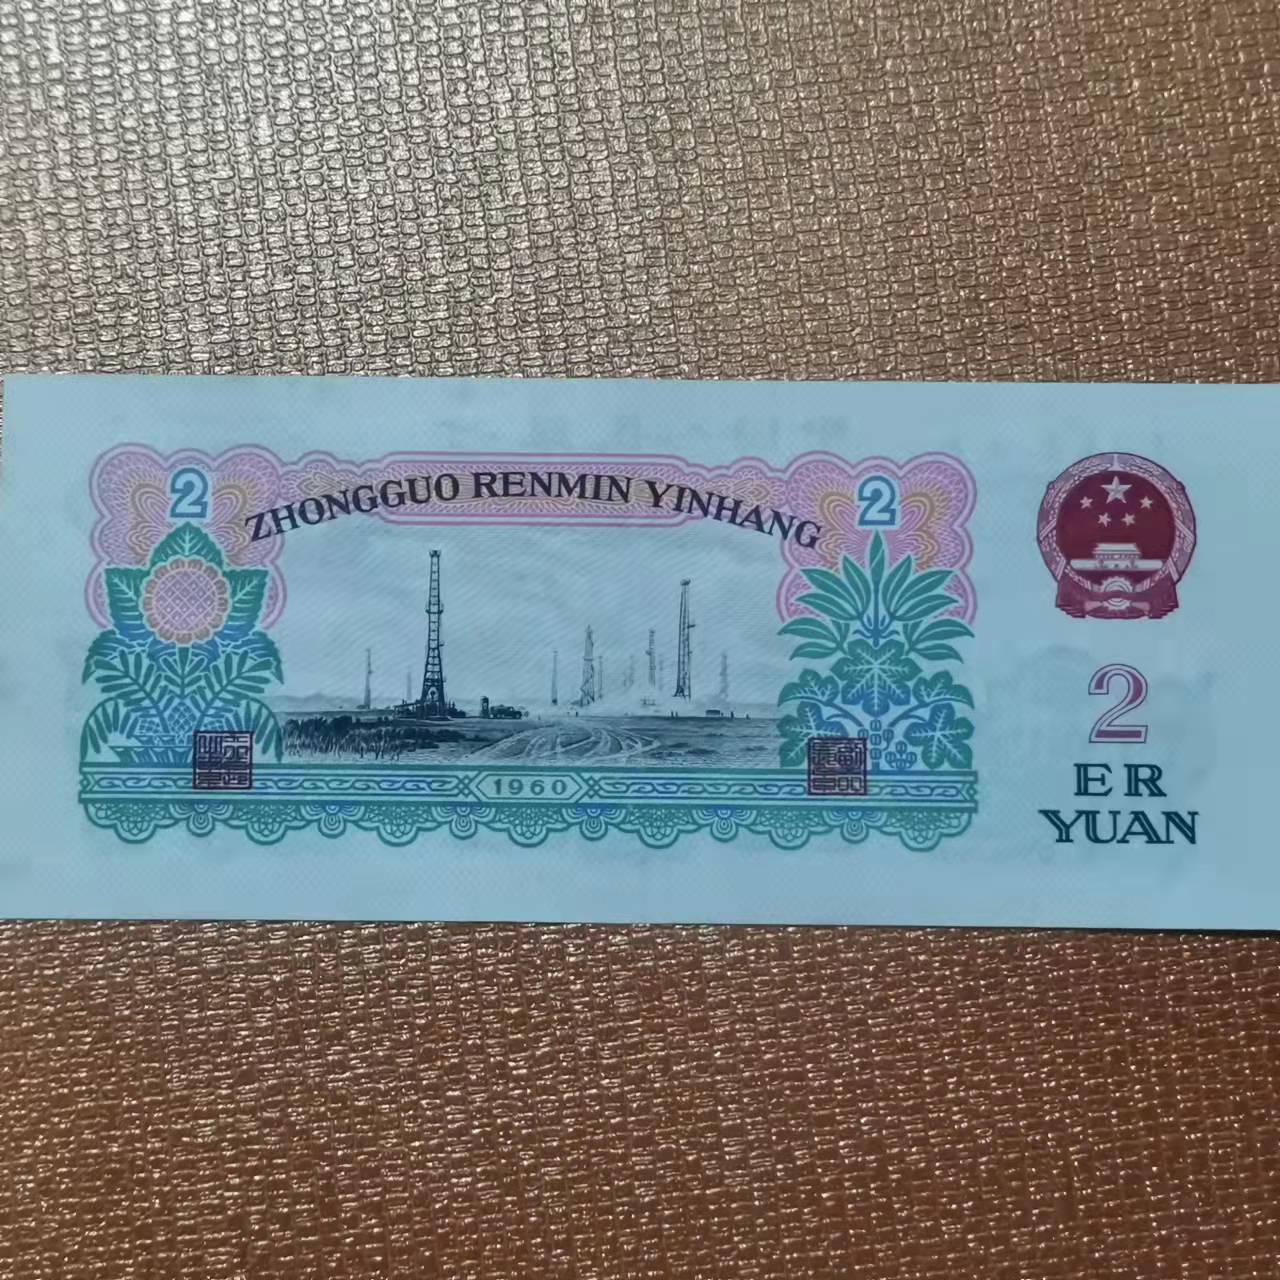 2
ZHONGGUO RENMIN YINHANG
2
1960
2
ER
YUAN